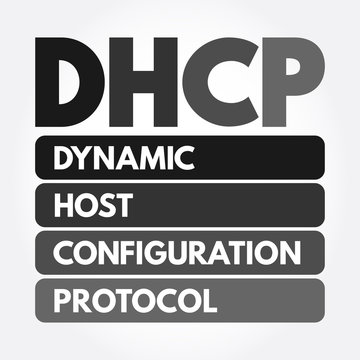 DHCP
DYNAMIC
HOST
CONFIGURATION
PROTOCOL